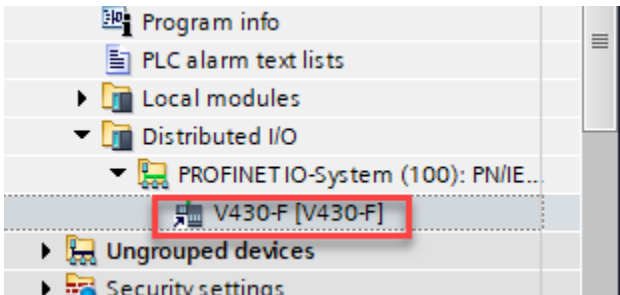 Program info
PLC alarm text lists
Local modules
Distributed I/O
PROFINET IO-System (100): PN/IE...
V430-F [V430-F]
Ungrouped devices
Security settings